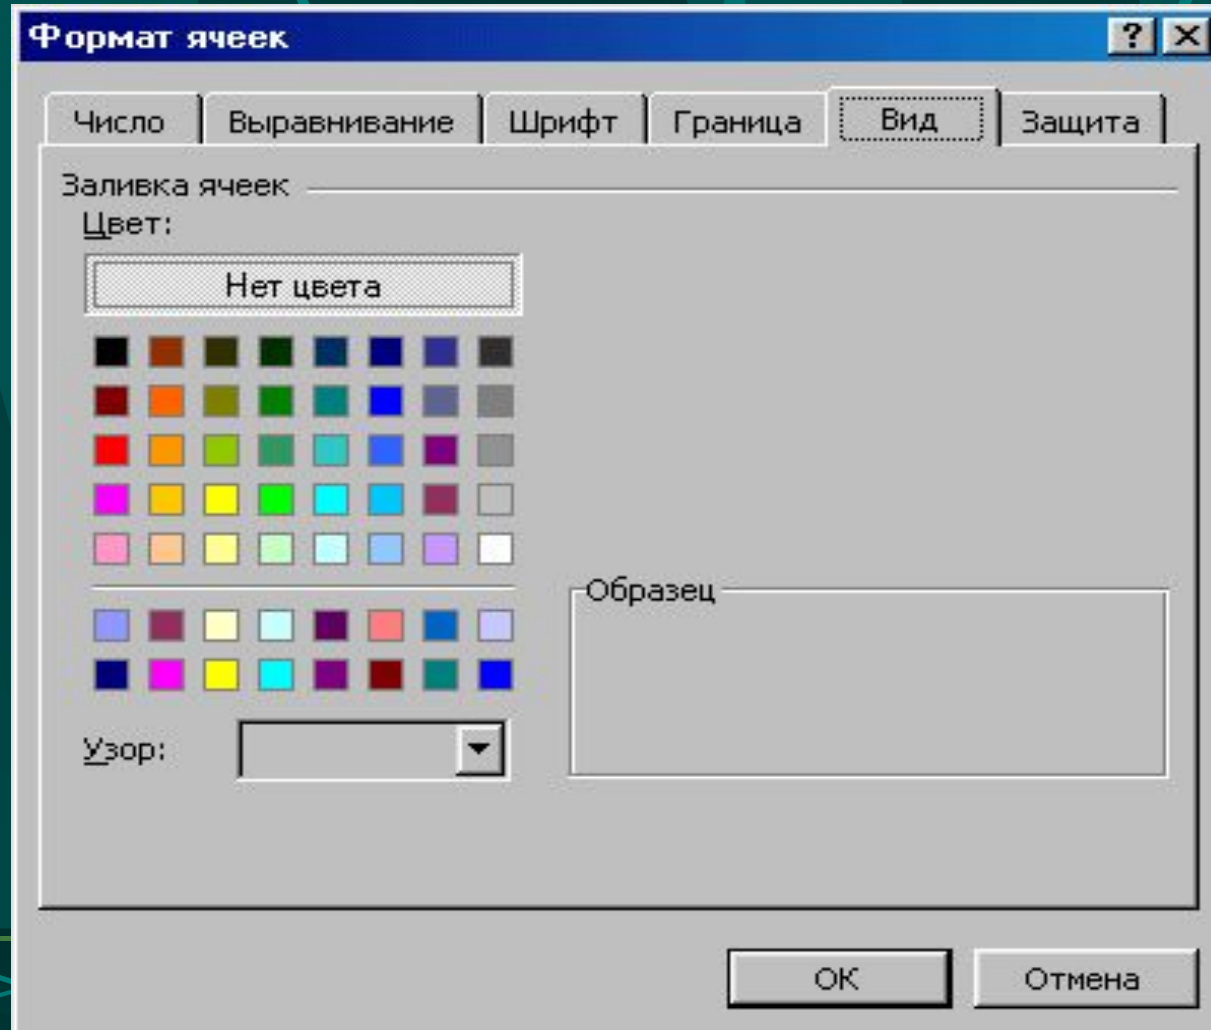 Формат ячеек
Число Выравнивание Шрифт Граница Вид Защита
Заливка ячеек
Цвет:
Нет цвета
Образец
Узор:
ОК Отмена